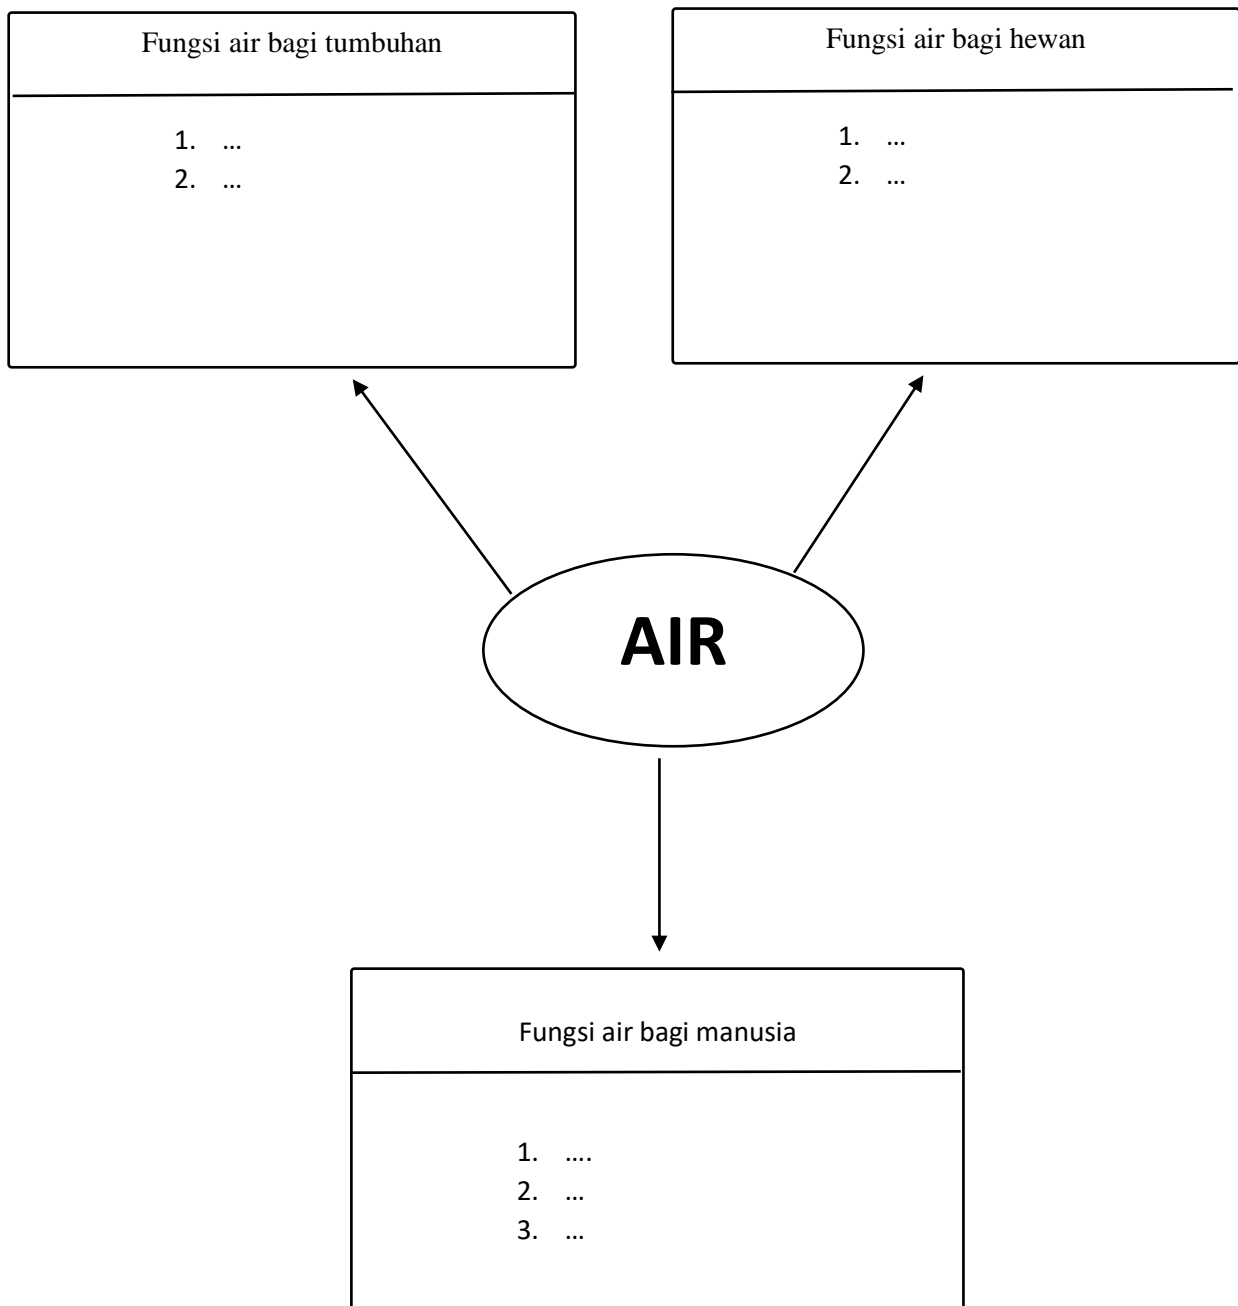 Fungsi air bagi tumbuhan
1. ...
2. ...
Fungsi air bagi hewan
1. ...
2. ...
AIR
Fungsi air bagi manusia
1. ....
2. ...
3. ...